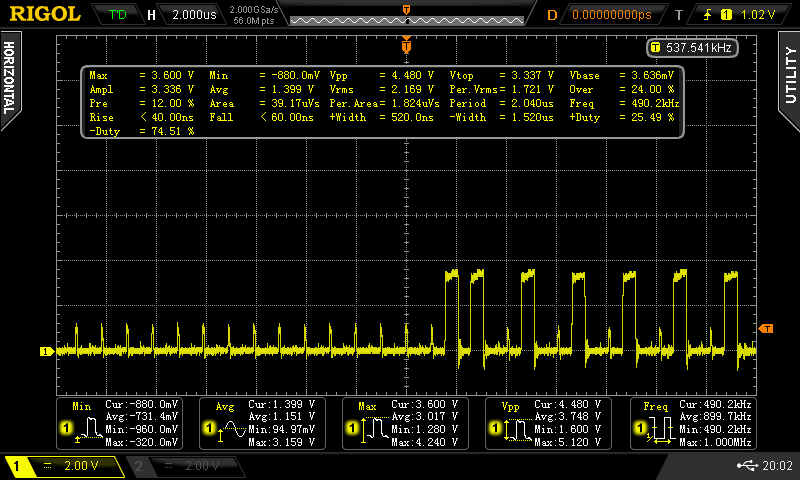 RIGOL T'D H 2.000us 2.000GSa/s 56.0M pts D 0.00000000ps T 1 1.02 V
HORIZONTAL
UTILITY
T
T 537.541kHz
Max = 3.600 V Min = -880.0mV Vpp = 4.480 V Vtop = 3.337 V Vbase = 3.636mV
Ampl = 3.336 V Avg = 1.399 V Vrms = 2.169 V Per.Vrms= 1.721 V Over = 24.00 %
Pre = 12.00 % Area = 39.17uVs Per.Area= 1.824uVs Period = 2.040us Freq = 490.2kHz
Rise < 40.00ns Fall < 60.00ns +Width = 520.0ns -Width = 1.520us +Duty = 25.49 %
-Duty = 74.51 %
T
1
Min Cur:-880.0mV
Avg:-731.4mV
1 Min:-960.0mV
Max:-320.0mV
Avg Cur:1.399 V
Avg:1.151 V
1 Min:94.97mV
Max:3.159 V
Max Cur:3.600 V
Avg:3.017 V
1 Min:1.280 V
Max:4.240 V
Vpp Cur:4.480 V
Avg:3.748 V
1 Min:1.600 V
Max:5.120 V
Freq Cur:490.2kHz
Avg:899.7kHz
1 Min:490.2kHz
Max:1.000MHz
1 = 2.00 V 2 = 2.00 V 20:02